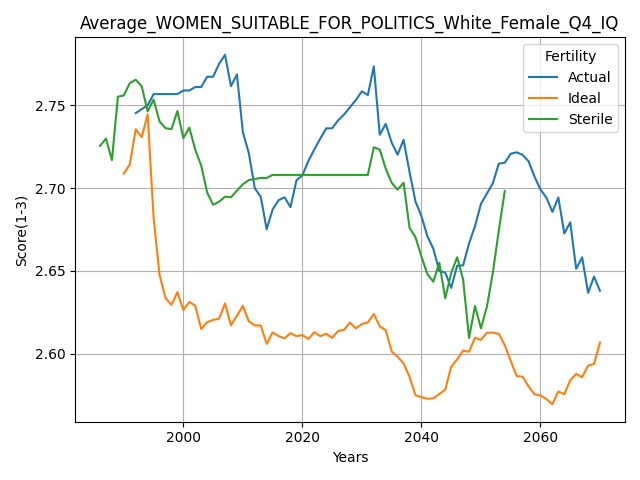 Average_WOMEN_SUITABLE_FOR_POLITICS_White_Female_Q4_IQ
Fertility
Actual
Ideal
Sterile
Score(1-3)
2.75
2.70
2.65
2.60
2000 2020 2040 2060
Years